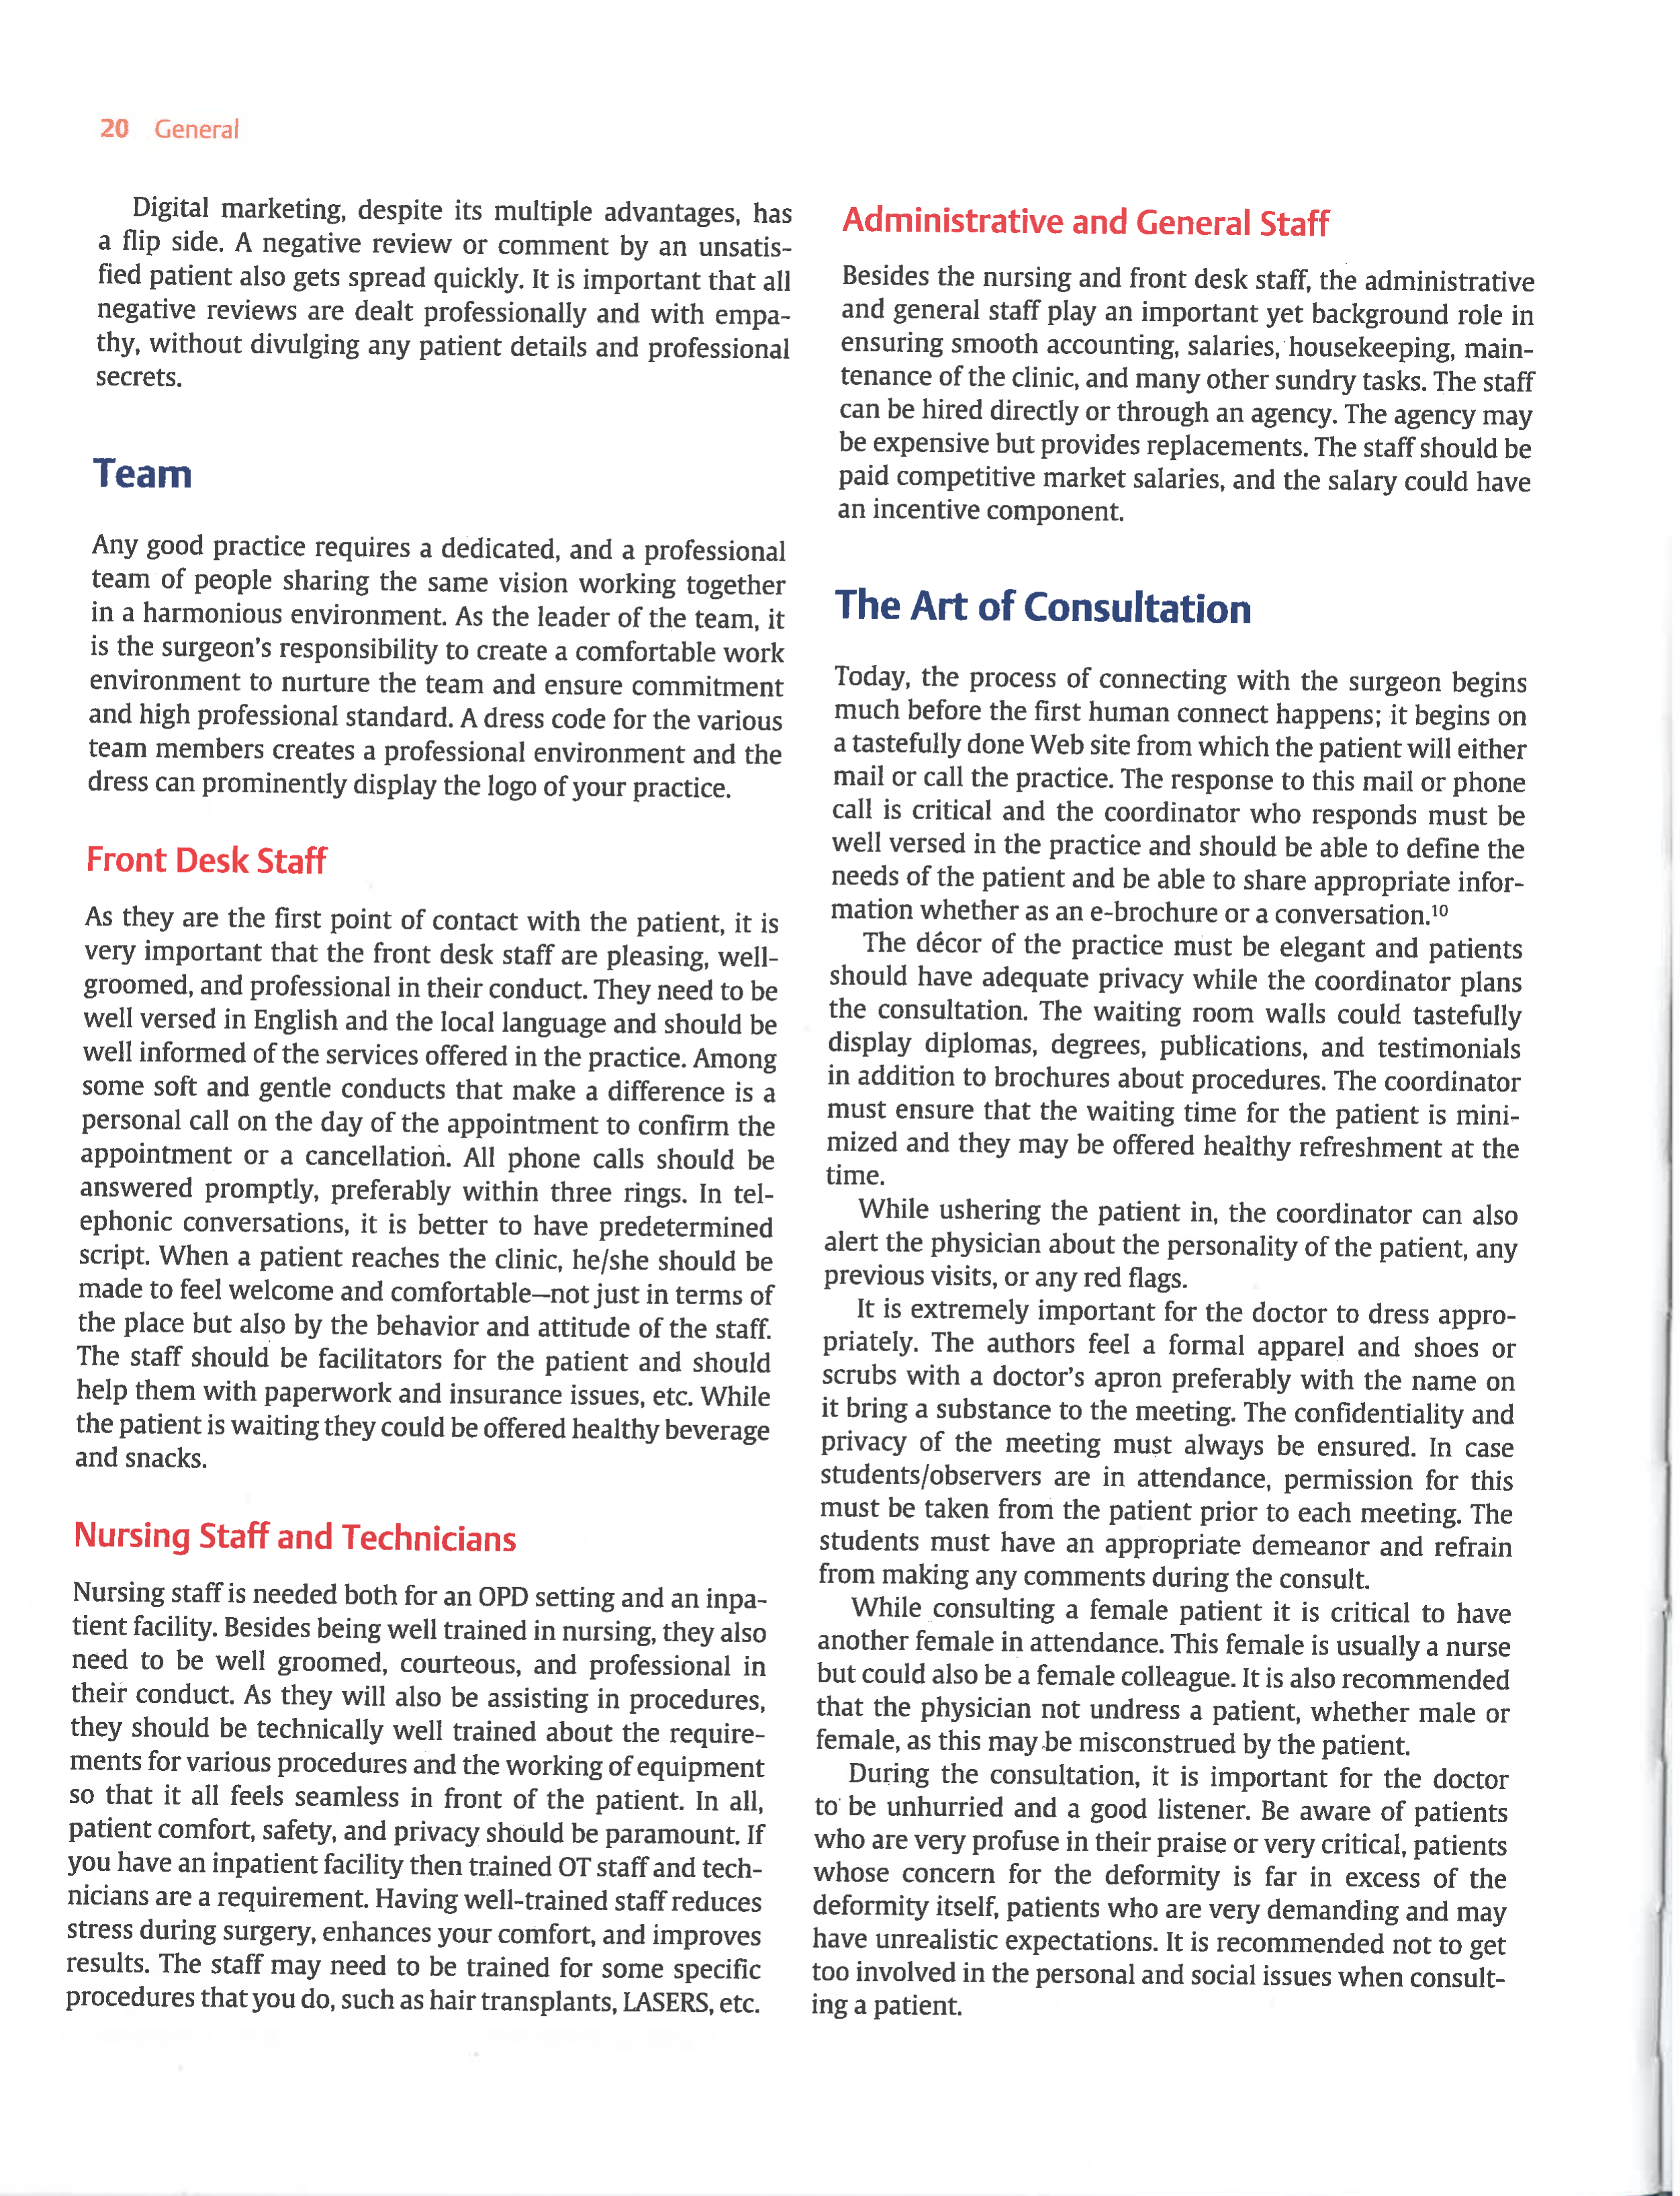 20 General
Digital marketing, despite its multiple advantages, has
a flip side. A negative review or comment by an unsatis-
fied patient also gets spread quickly. It is important that all
negative reviews are dealt professionally and with empa-
thy, without divulging any patient details and professional
secrets.
Team
Any good practice requires a dedicated, and a professional
team of people sharing the same vision working together
in a harmonious environment. As the leader of the team, it
is the surgeon's responsibility to create a comfortable work
environment to nurture the team and ensure commitment
and high professional standard. A dress code for the various
team members creates a professional environment and the
dress can prominently display the logo of your practice.
Front Desk Staff
As they are the first point of contact with the patient, it is
very important that the front desk staff are pleasing, well-
groomed, and professional in their conduct. They need to be
well versed in English and the local language and should be
well informed of the services offered in the practice. Among
some soft and gentle conducts that make a difference is a
personal call on the day of the appointment to confirm the
appointment or a cancellation. All phone calls should be
answered promptly, preferably within three rings. In tel-
ephonic conversations, it is better to have predetermined
script. When a patient reaches the clinic, he/she should be
made to feel welcome and comfortable—not just in terms of
the place but also by the behavior and attitude of the staff.
The staff should be facilitators for the patient and should
help them with paperwork and insurance issues, etc. While
the patient is waiting they could be offered healthy beverage
and snacks.
Nursing Staff and Technicians
Nursing staff is needed both for an OPD setting and an inpa-
tient facility. Besides being well trained in nursing, they also
need to be well groomed, courteous, and professional in
their conduct. As they will also be assisting in procedures,
they should be technically well trained about the require-
ments for various procedures and the working of equipment
so that it all feels seamless in front of the patient. In all,
patient comfort, safety, and privacy should be paramount. If
you have an inpatient facility then trained OT staff and tech-
nicians are a requirement. Having well-trained staff reduces
stress during surgery, enhances your comfort, and improves
results. The staff may need to be trained for some specific
procedures that you do, such as hair transplants, LASERS, etc.
Administrative and General Staff
Besides the nursing and front desk staff, the administrative
and general staff play an important yet background role in
ensuring smooth accounting, salaries, housekeeping, main-
tenance of the clinic, and many other sundry tasks. The staff
can be hired directly or through an agency. The agency may
be expensive but provides replacements. The staff should be
paid competitive market salaries, and the salary could have
an incentive component.
The Art of Consultation
Today, the process of connecting with the surgeon begins
much before the first human connect happens; it begins on
a tastefully done Web site from which the patient will either
mail or call the practice. The response to this mail or phone
call is critical and the coordinator who responds must be
well versed in the practice and should be able to define the
needs of the patient and be able to share appropriate infor-
mation whether as an e-brochure or a conversation.¹⁰
The décor of the practice must be elegant and patients
should have adequate privacy while the coordinator plans
the consultation. The waiting room walls could tastefully
display diplomas, degrees, publications, and testimonials
in addition to brochures about procedures. The coordinator
must ensure that the waiting time for the patient is mini-
mized and they may be offered healthy refreshment at the
time.
While ushering the patient in, the coordinator can also
alert the physician about the personality of the patient, any
previous visits, or any red flags.
It is extremely important for the doctor to dress appro-
priately. The authors feel a formal apparel and shoes or
scrubs with a doctor's apron preferably with the name on
it bring a substance to the meeting. The confidentiality and
privacy of the meeting must always be ensured. In case
students/observers are in attendance, permission for this
must be taken from the patient prior to each meeting. The
students must have an appropriate demeanor and refrain
from making any comments during the consult.
While consulting a female patient it is critical to have
another female in attendance. This female is usually a nurse
but could also be a female colleague. It is also recommended
that the physician not undress a patient, whether male or
female, as this may be misconstrued by the patient.
During the consultation, it is important for the doctor
to be unhurried and a good listener. Be aware of patients
who are very profuse in their praise or very critical, patients
whose concern for the deformity is far in excess of the
deformity itself, patients who are very demanding and may
have unrealistic expectations. It is recommended not to get
too involved in the personal and social issues when consult-
ing a patient.